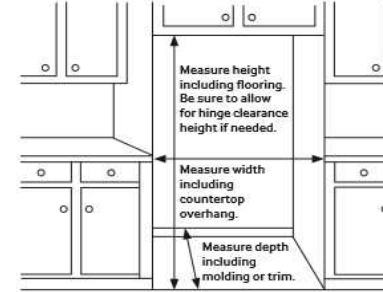 Measure height
including flooring.
Be sure to allow
for hinge clearance
height if needed.
Measure width
including
countertop
overhang.
Measure depth
including
molding or trim.